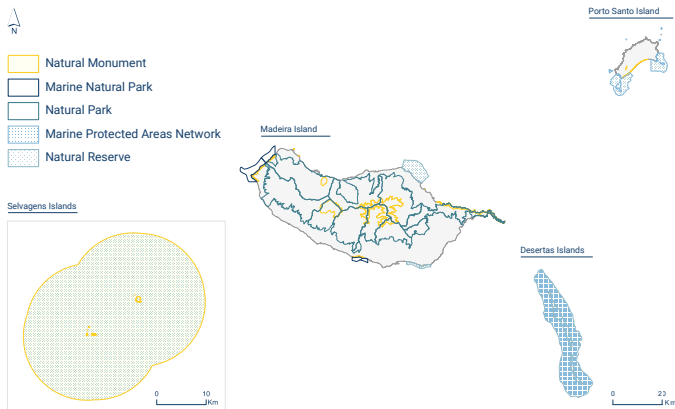 Porto Santo Island
N
Natural Monument
Marine Natural Park
Natural Park
Marine Protected Areas Network
Natural Reserve
Madeira Island
Selvagens Islands
Desertas Islands
0 10
Km
0 20
Km